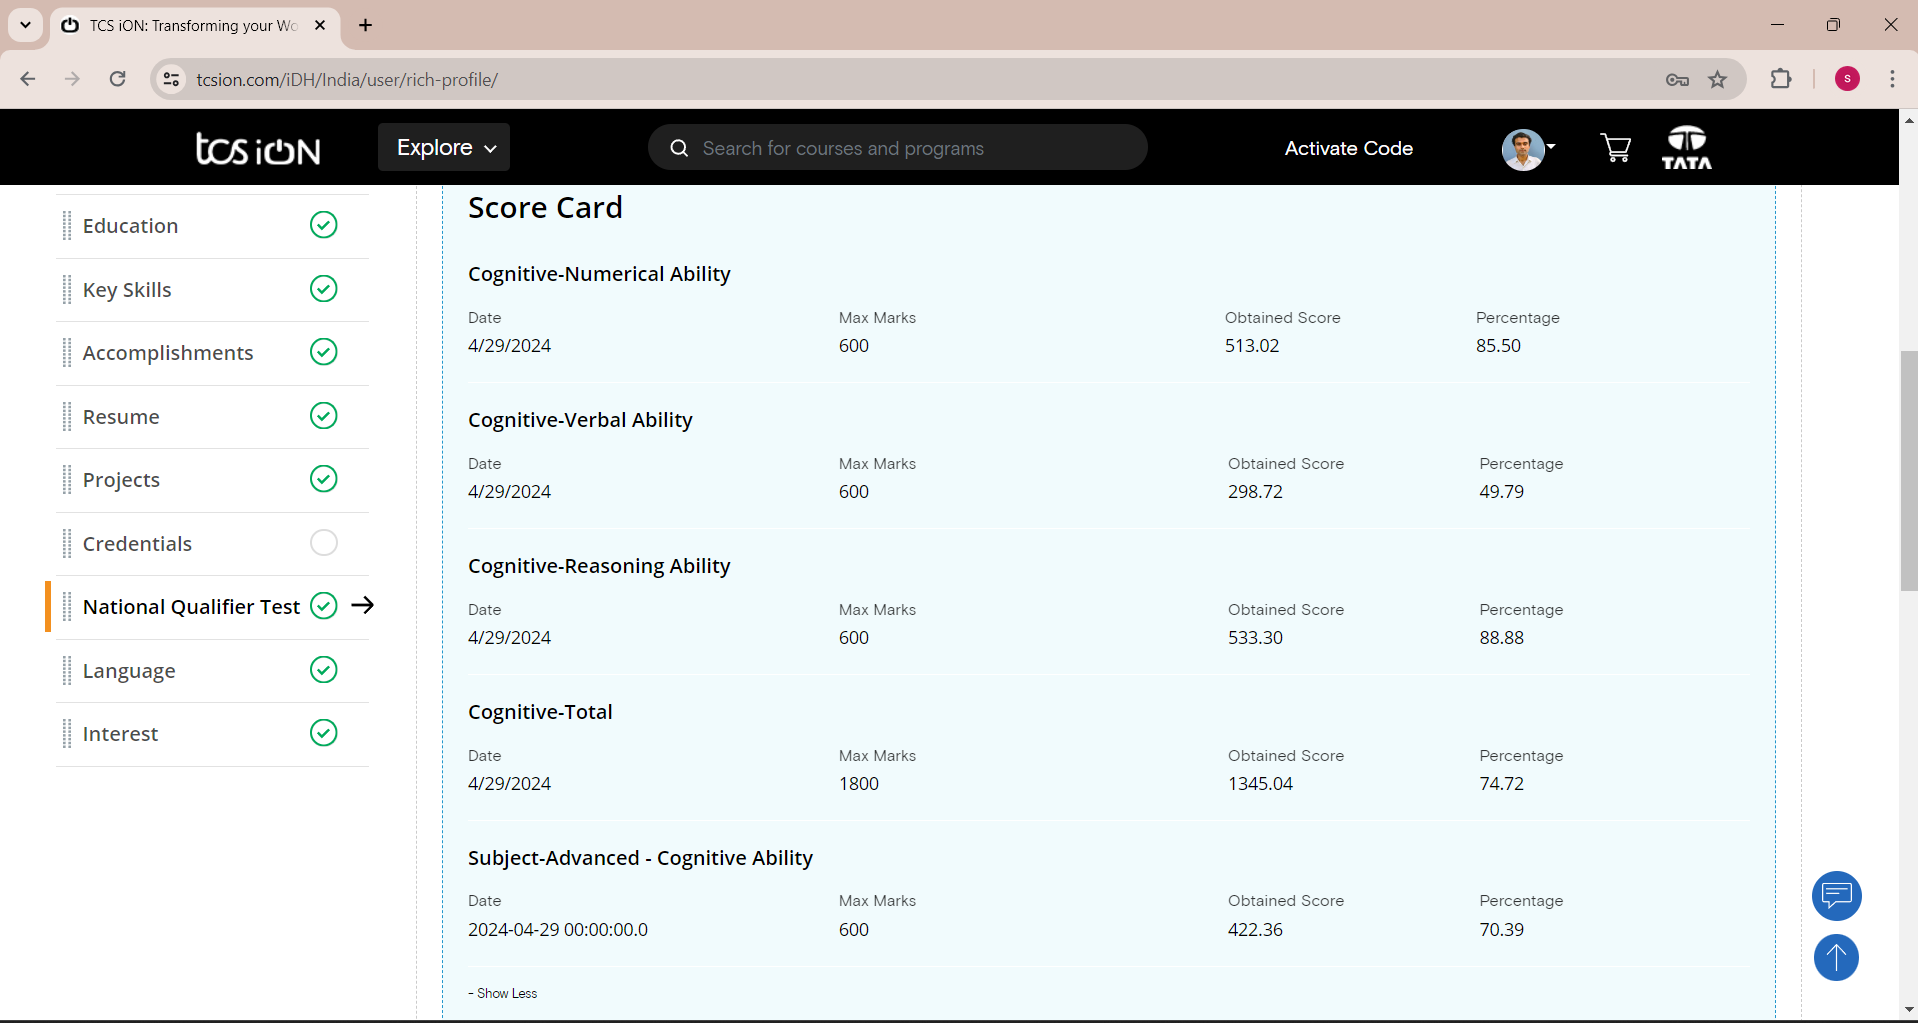 TCS iON: Transforming your Wo
tcsion.com/iDH/India/user/rich-profile/
S
tcs iON
Explore
Search for courses and programs
Activate Code
TATA
Education
Key Skills
Accomplishments
Resume
Projects
Credentials
National Qualifier Test
Language
Interest
Score Card
Cognitive-Numerical Ability
Date Max Marks Obtained Score Percentage
4/29/2024 600 513.02 85.50
Cognitive-Verbal Ability
Date Max Marks Obtained Score Percentage
4/29/2024 600 298.72 49.79
Cognitive-Reasoning Ability
Date Max Marks Obtained Score Percentage
4/29/2024 600 533.30 88.88
Cognitive-Total
Date Max Marks Obtained Score Percentage
4/29/2024 1800 1345.04 74.72
Subject-Advanced - Cognitive Ability
Date Max Marks Obtained Score Percentage
2024-04-29 00:00:00.0 600 422.36 70.39
- Show Less